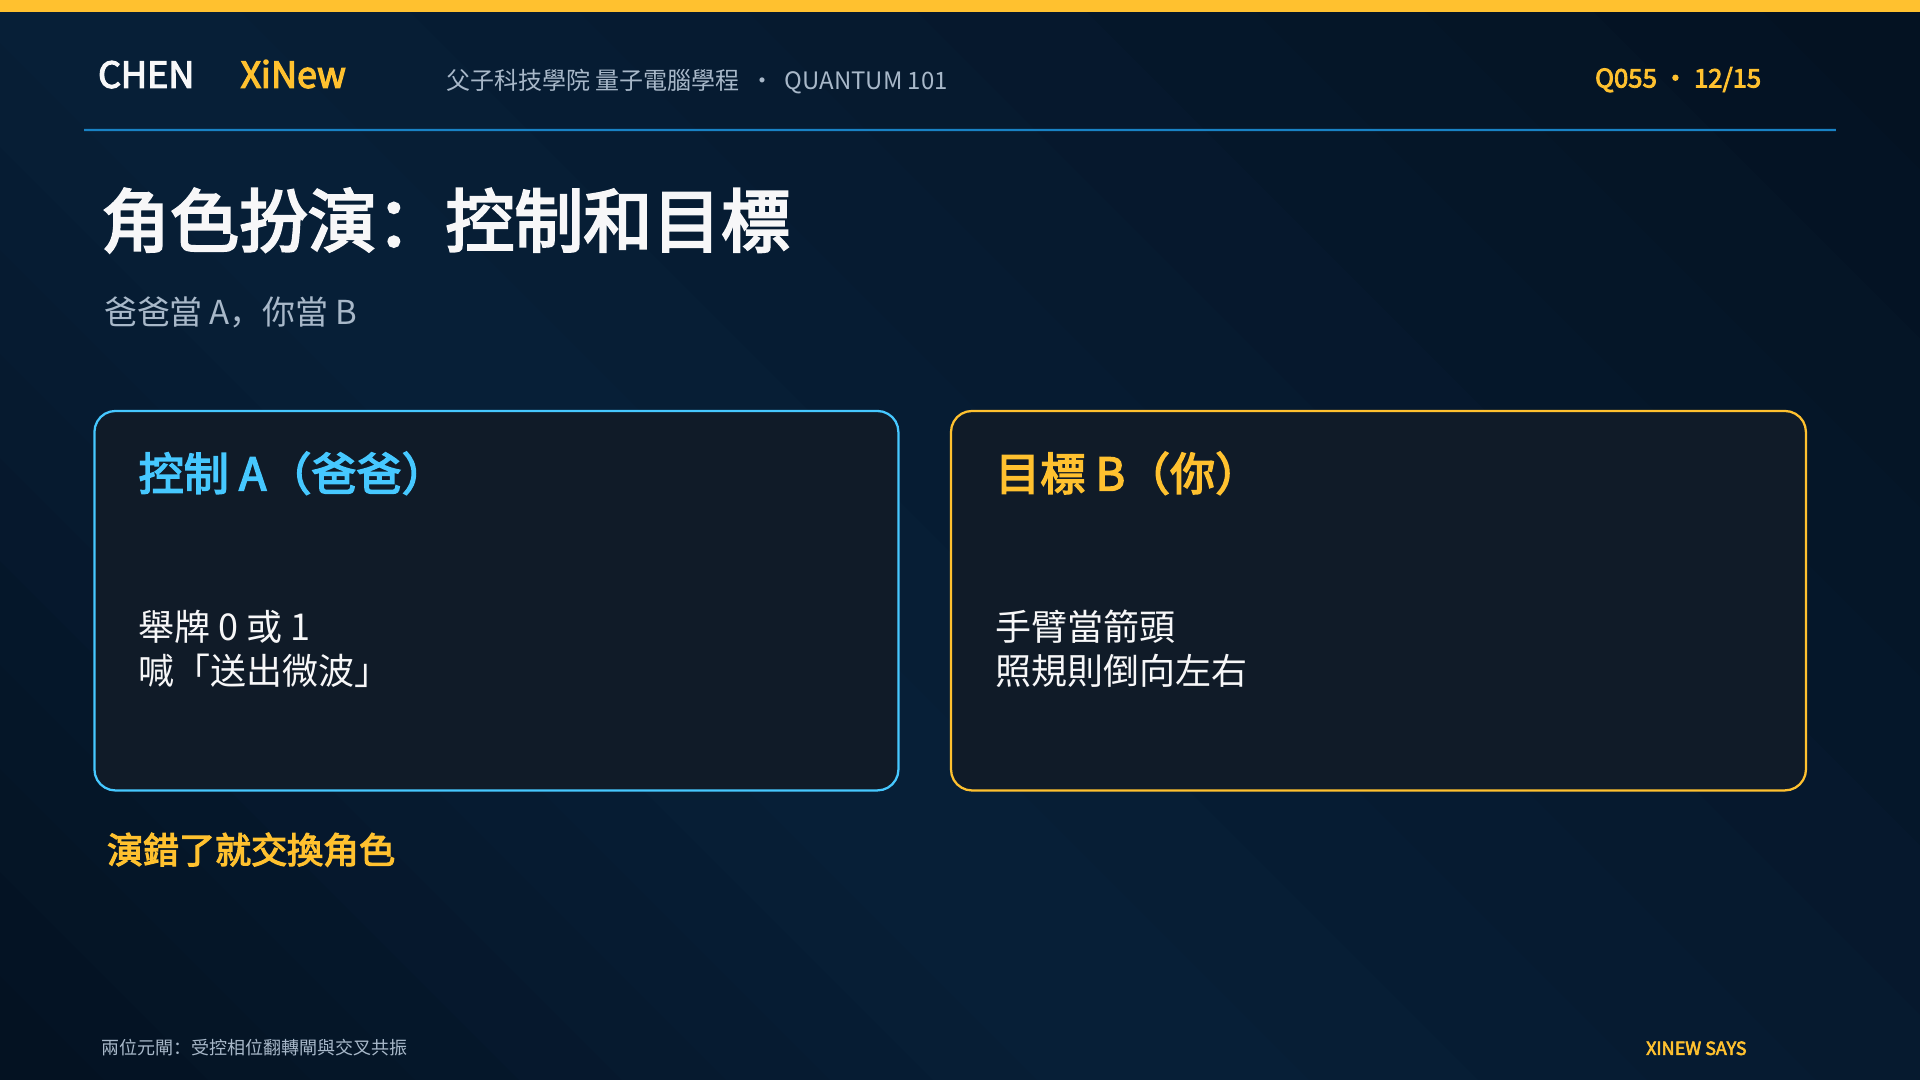 CHEN XiNew 父子科技學院 量子電腦學程 · QUANTUM 101 Q055 · 12/15
角色扮演：控制和目標
爸爸當 A，你當 B
控制 A（爸爸）
舉牌 0 或 1
喊「送出微波」
目標 B（你）
手臂當箭頭
照規則倒向左右
演錯了就交換角色
兩位元閘：受控相位翻轉閘與交叉共振 XINEW SAYS